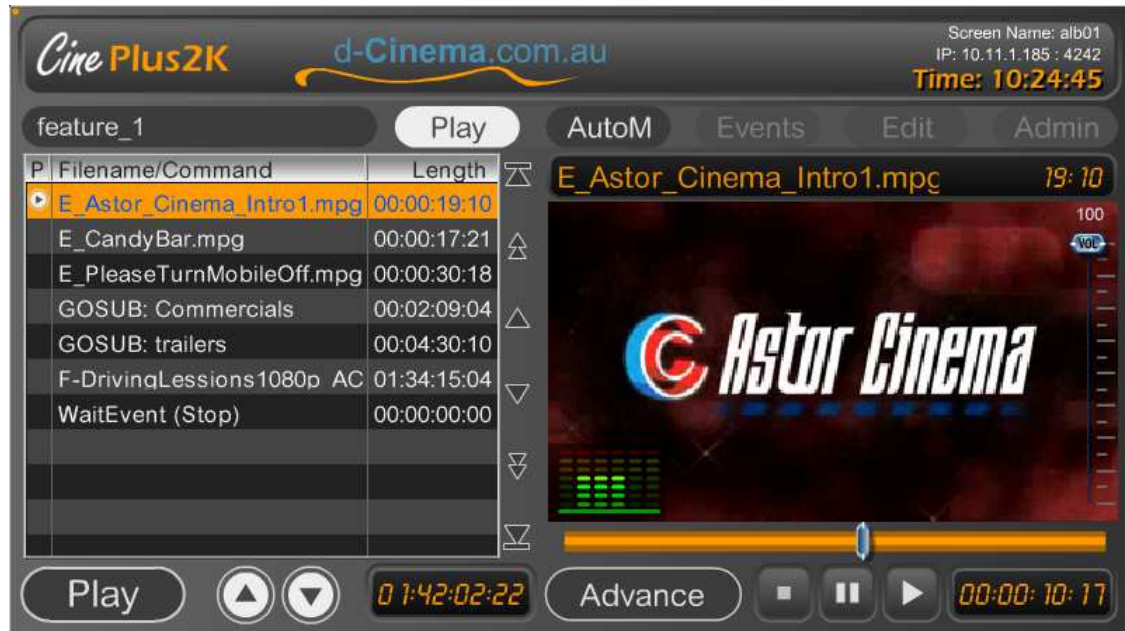 Cine Plus2K
d-Cinema.com.au
Screen Name: alb01
IP: 10.11.1.185 : 4242
Time: 10:24:45
feature_1
Play
AutoM
Events
Edit
Admin
P Filename/Command Length
E_Astor_Cinema_Intro1.mpg 00:00:19:10
E_CandyBar.mpg 00:00:17:21
E_PleaseTurnMobileOff.mpg 00:00:30:18
GOSUB: Commercials 00:02:09:04
GOSUB: trailers 00:04:30:10
F-DrivingLessions1080p_AC 01:34:15:04
WaitEvent (Stop) 00:00:00:00
E_Astor_Cinema_Intro1.mpg 19:10
100
VOL
C Astor Cinema
Play
01:42:02:22
Advance
00:00:10:17